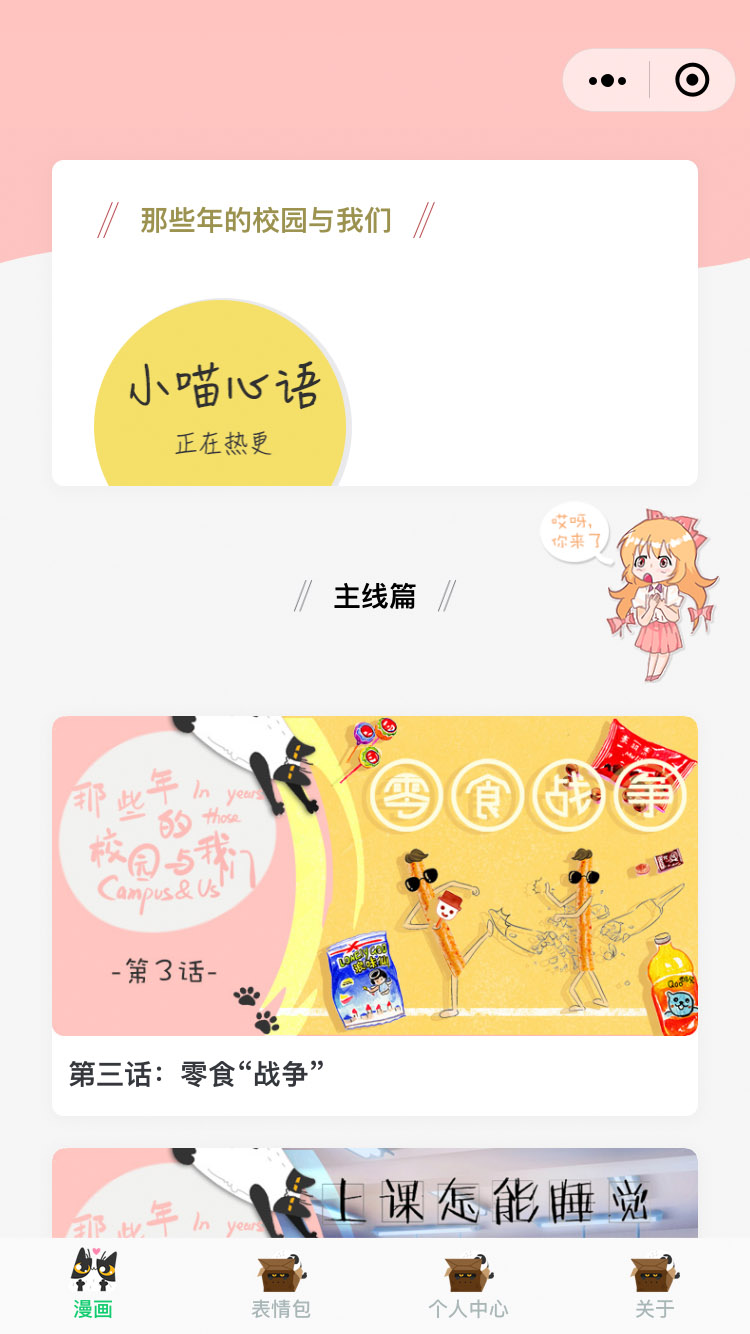 那些年的校园与我们
小喵心语
正在热更
哎呀，
你来了
主线篇
那些年
In years
的
those
校园与我们
Campus & Us
-第3话-
零食战争
Qoo
第三话：零食“战争”
那些年
In years
上课怎能睡觉
漫画
表情包
个人中心
关于